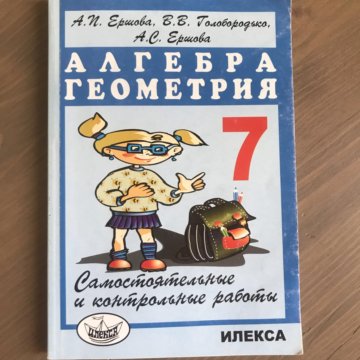 А.П. Ершова, В.В. Голобородько,
А.С. Ершова
АЛГЕБРА
ГЕОМЕТРИЯ
7
Самостоятельные
и контрольные работы
ИЛЕКСА
ИЛЕКСА